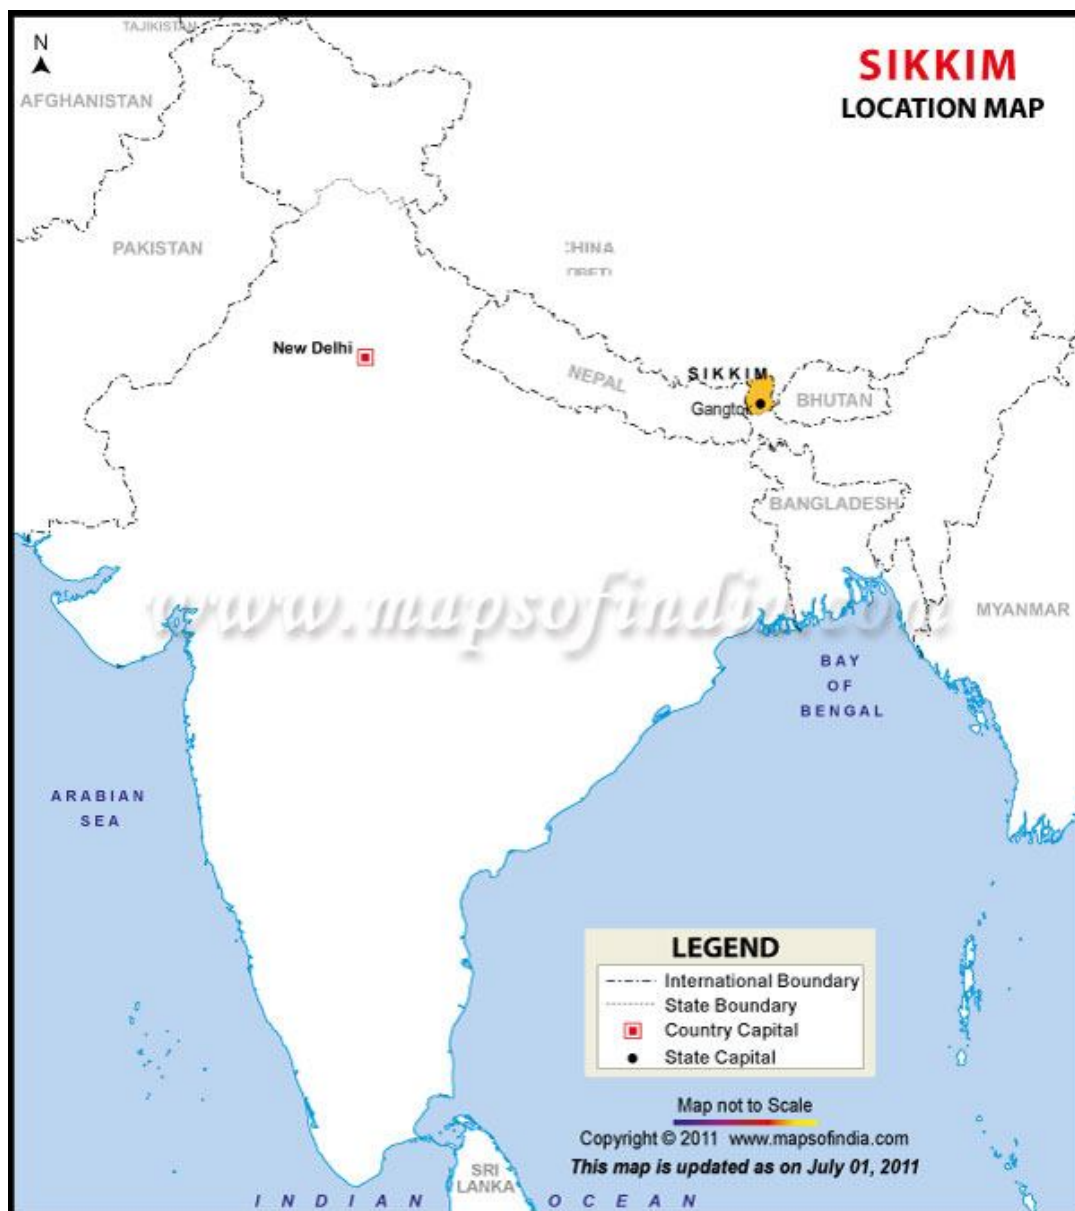 TAJIKISTAN
N
SIKKIM
LOCATION MAP
AFGHANISTAN
PAKISTAN
New Delhi
NEPAL
SIKKIM
Gangtok
BHUTAN
BANGLADESH
www.mapsofindia.com
MYANMAR
BAY
OF
BENGAL
ARABIAN
SEA
LEGEND
International Boundary
State Boundary
Country Capital
State Capital
Map not to Scale
Copyright © 2011 www.mapsofindia.com
This map is updated as on July 01, 2011
SRI
LANKA
INDIAN OCEAN